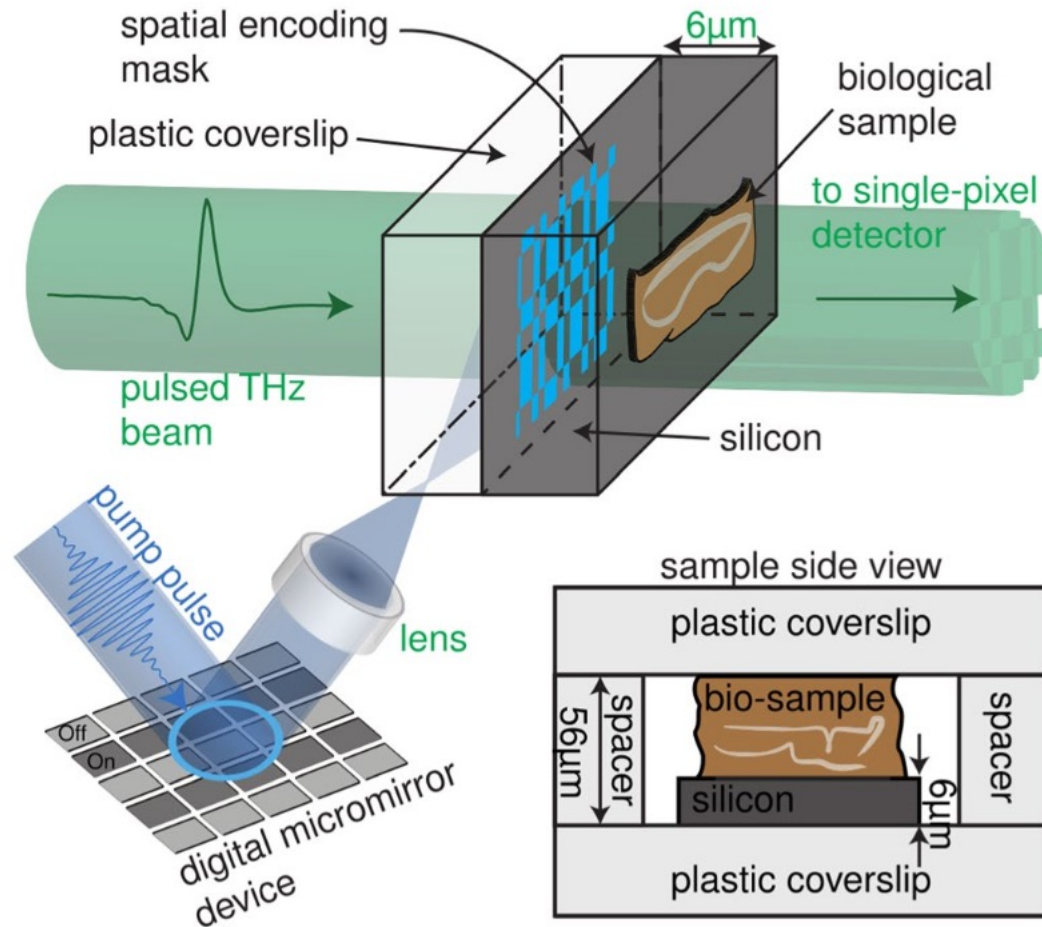 spatial encoding
mask
6µm
biological
sample
plastic coverslip
to single-pixel
detector
pulsed THz
beam
silicon
pump pulse
lens
Off
On
digital micromirror
device
sample side view
plastic coverslip
bio-sample
56µm
spacer
spacer
silicon
6µm
plastic coverslip